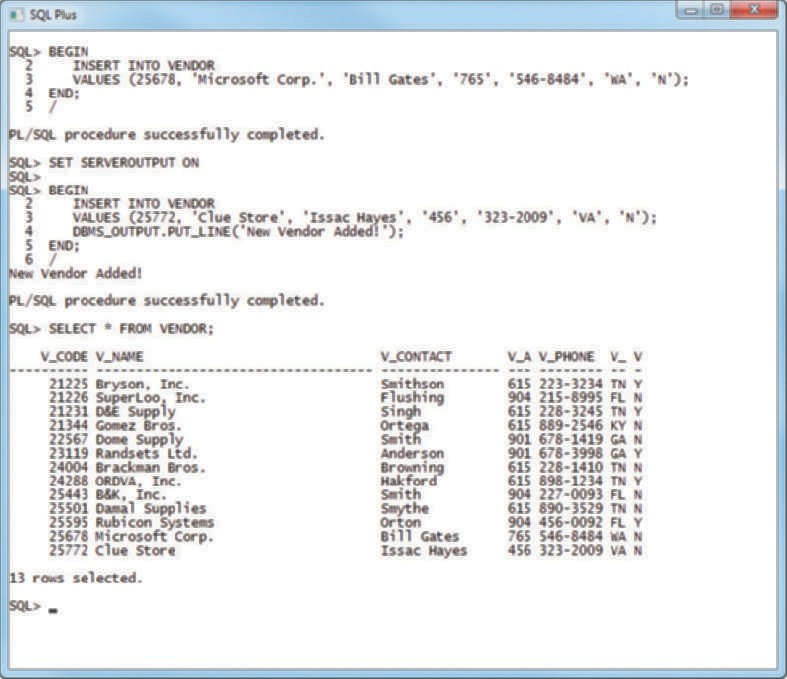 SQL Plus
SQL> BEGIN
  2     INSERT INTO VENDOR
  3     VALUES (25678, 'Microsoft Corp.', 'Bill Gates', '765', '546-8484', 'WA', 'N');
  4  END;
  5  /
PL/SQL procedure successfully completed.
SQL> SET SERVEROUTPUT ON
SQL>
SQL> BEGIN
  2     INSERT INTO VENDOR
  3     VALUES (25772, 'Clue Store', 'Issac Hayes', '456', '323-2009', 'VA', 'N');
  4     DBMS_OUTPUT.PUT_LINE('New Vendor Added!');
  5  END;
  6  /
New Vendor Added!
PL/SQL procedure successfully completed.
SQL> SELECT * FROM VENDOR;
V_CODE V_NAME V_CONTACT V_A V_PHONE V_ V
---------- ----------------------------------- --------------- --- -------- -- -
21225 Bryson, Inc. Smithson 615 223-3234 TN Y
21226 SuperLoo, Inc. Flushing 904 215-8995 FL N
21231 D&E Supply Singh 615 228-3245 TN Y
21344 Gomez Bros. Ortega 615 889-2546 KY N
22567 Dome Supply Smith 901 678-1419 GA N
23119 Randsets Ltd. Anderson 901 678-3998 GA Y
24004 Brackman Bros. Browning 615 228-1410 TN N
24288 ORDVA, Inc. Hakford 615 898-1234 TN Y
25443 B&K, Inc. Smith 904 227-0093 FL N
25501 Damal Supplies Smythe 615 890-3529 TN N
25595 Rubicon Systems Orton 904 456-0092 FL Y
25678 Microsoft Corp. Bill Gates 765 546-8484 WA N
25772 Clue Store Issac Hayes 456 323-2009 VA N
13 rows selected.
SQL> _